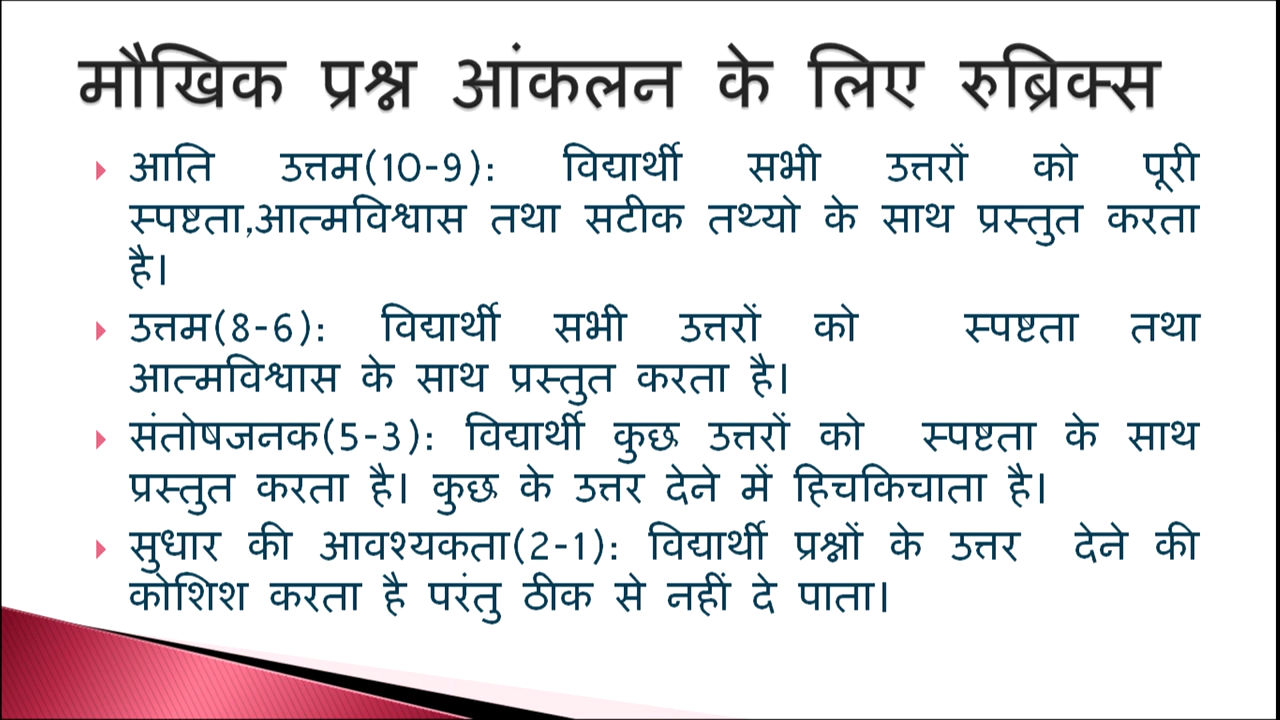 मौखिक प्रश्न आंकलन के लिए रुब्रिक्स
आति उत्तम(10-9): विद्यार्थी सभी उत्तरों को पूरी
स्पष्टता,आत्मविश्वास तथा सटीक तथ्यो के साथ प्रस्तुत करता
है।
उत्तम(8-6): विद्यार्थी सभी उत्तरों को स्पष्टता तथा
आत्मविश्वास के साथ प्रस्तुत करता है।
संतोषजनक(5-3): विद्यार्थी कुछ उत्तरों को स्पष्टता के साथ
प्रस्तुत करता है। कुछ के उत्तर देने में हिचकिचाता है।
सुधार की आवश्यकता(2-1): विद्यार्थी प्रश्नों के उत्तर देने की
कोशिश करता है परंतु ठीक से नहीं दे पाता।